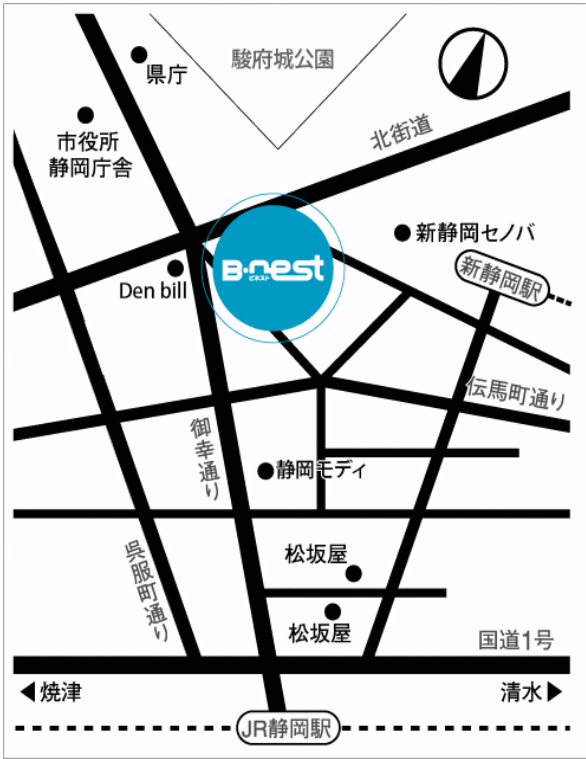 駿府城公園
県庁
市役所
静岡庁舎
北街道
新静岡セノバ
B・nest
ビネスト
新静岡駅
Den bill
伝馬町通り
御幸通り
静岡モディ
呉服町通り
松坂屋
松坂屋
国道1号
焼津
清水
JR静岡駅